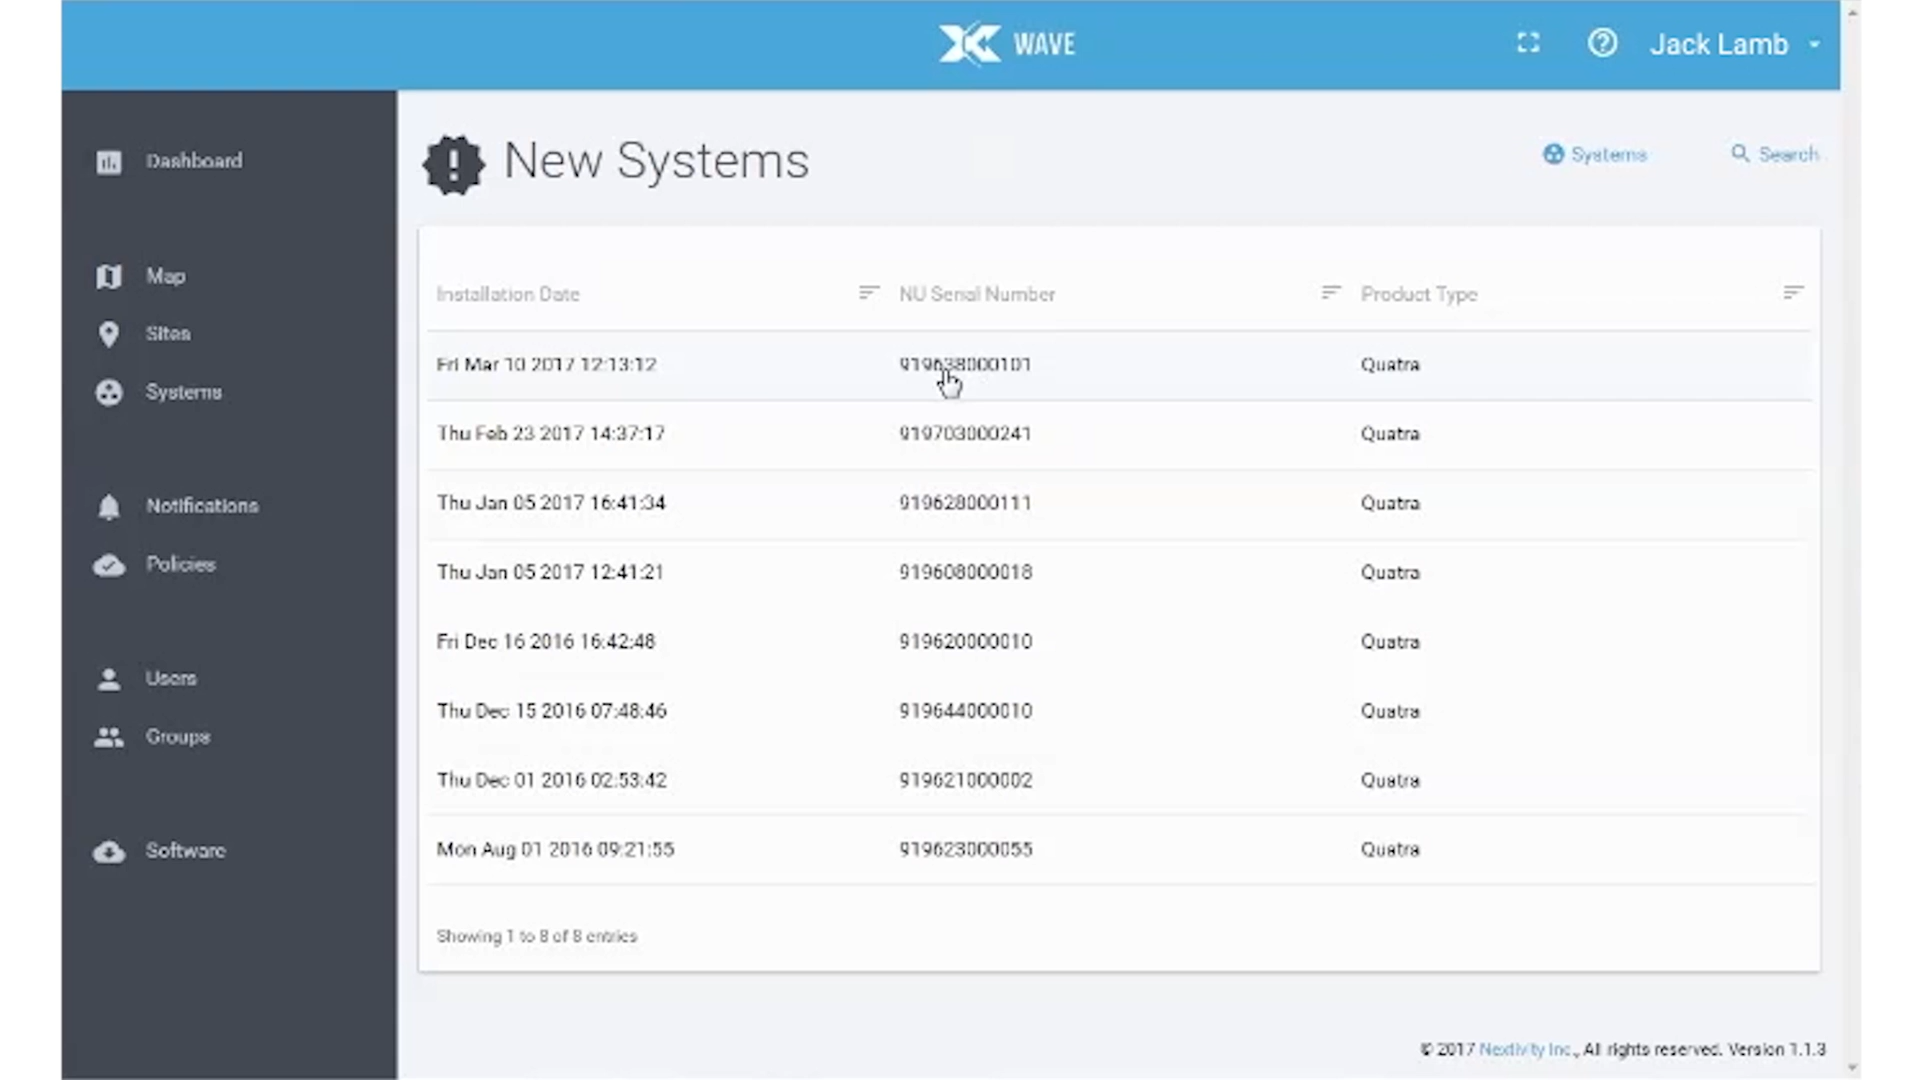 WAVE
Jack Lamb
Dashboard
Map
Sites
Systems
Notifications
Policies
Users
Groups
Software
New Systems
Systems
Search
Installation Date NU Serial Number Product Type
Fri Mar 10 2017 12:13:12 919638000101 Quatra
Thu Feb 23 2017 14:37:17 919703000241 Quatra
Thu Jan 05 2017 16:41:34 919628000111 Quatra
Thu Jan 05 2017 12:41:21 919608000018 Quatra
Fri Dec 16 2016 16:42:48 919620000010 Quatra
Thu Dec 15 2016 07:48:46 919644000010 Quatra
Thu Dec 01 2016 02:53:42 919621000002 Quatra
Mon Aug 01 2016 09:21:55 919623000055 Quatra
Showing 1 to 8 of 8 entries
© 2017 Nextivity Inc., All rights reserved. Version 1.1.3